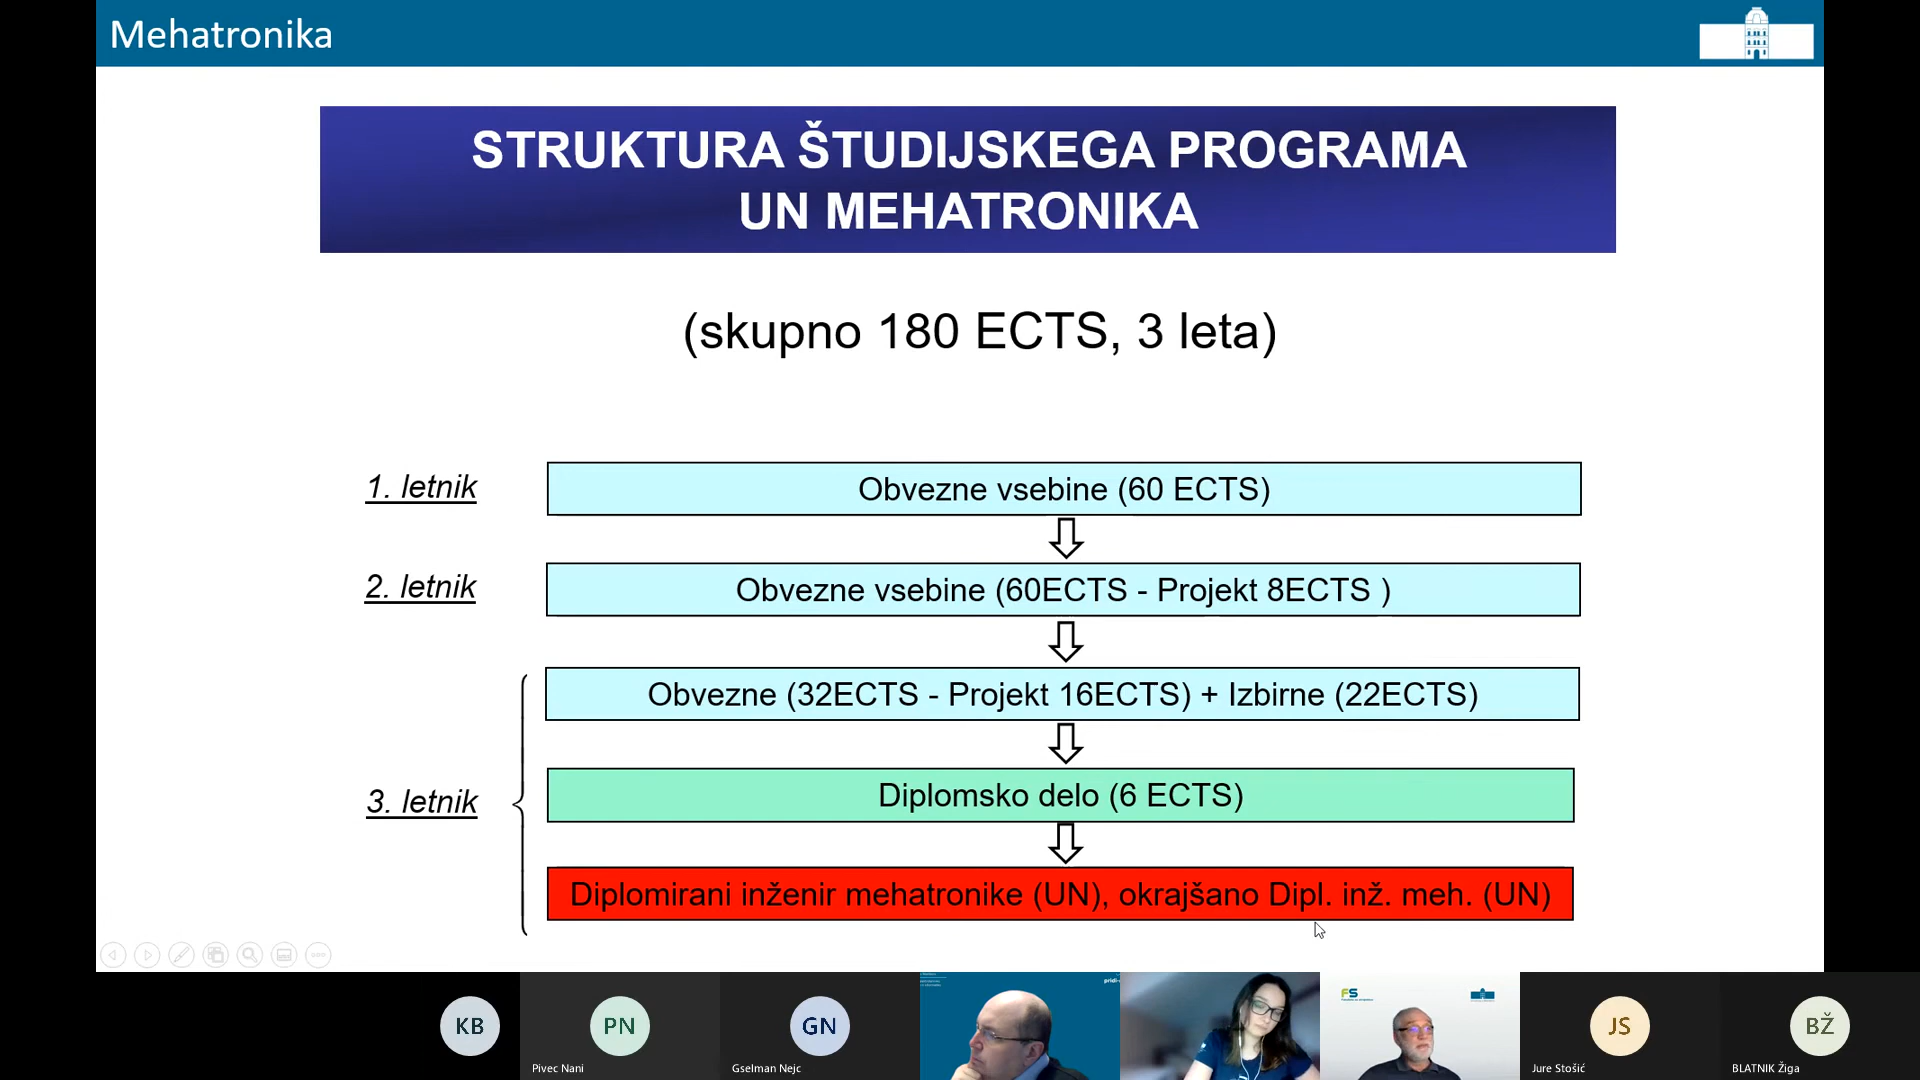 Mehatronika
STRUKTURA ŠTUDIJSKEGA PROGRAMA
UN MEHATRONIKA
(skupno 180 ECTS, 3 leta)
1. letnik
Obvezne vsebine (60 ECTS)
2. letnik
Obvezne vsebine (60ECTS - Projekt 8ECTS )
Obvezne (32ECTS - Projekt 16ECTS) + Izbirne (22ECTS)
3. letnik
Diplomsko delo (6 ECTS)
Diplomirani inženir mehatronike (UN), okrajšano Dipl. inž. meh. (UN)
KB
PN
Pivec Nani
GN
Gselman Nejc
FS
JS
Jure Stošić
BŽ
BLATNIK Žiga